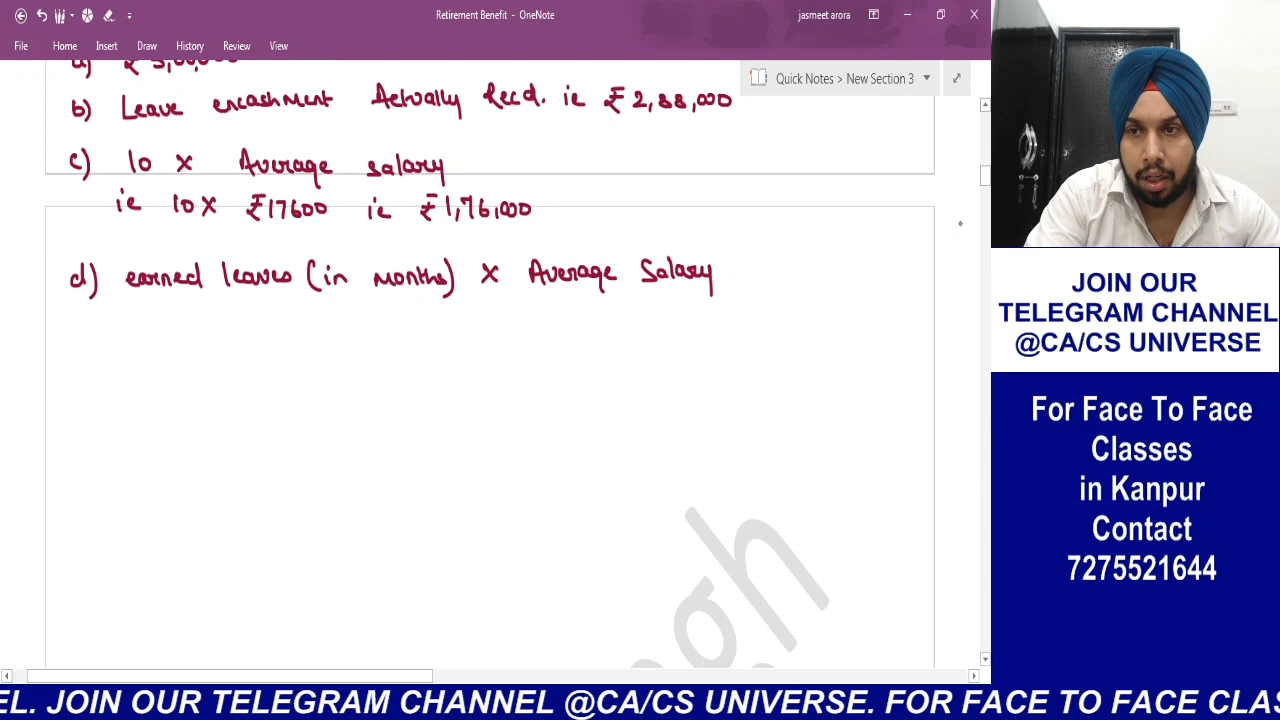 Retirement Benefit - OneNote
jasmeet arora
File Home Insert Draw History Review View
Quick Notes > New Section 3
a) ₹ 3,00,000
b) Leave encashment Actually Recd. ie ₹ 2,88,000
c) 10 × Average salary
ie 10 × ₹17600 ie ₹1,76,000
d) earned leaves (in months) × Average Salary
JOIN OUR
TELEGRAM CHANNEL
@CA/CS UNIVERSE
For Face To Face
Classes
in Kanpur
Contact
7275521644
EL. JOIN OUR TELEGRAM CHANNEL @CA/CS UNIVERSE. FOR FACE TO FACE CLAS